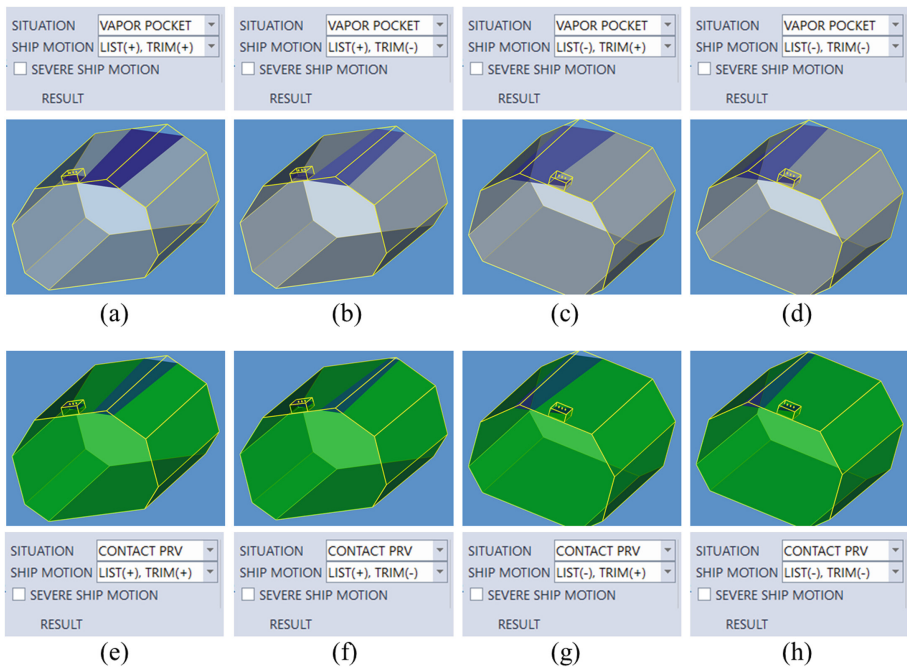 SITUATION VAPOR POCKET
SHIP MOTION LIST(+), TRIM(+)
SEVERE SHIP MOTION
RESULT
(a)
SITUATION VAPOR POCKET
SHIP MOTION LIST(+), TRIM(-)
SEVERE SHIP MOTION
RESULT
(b)
SITUATION VAPOR POCKET
SHIP MOTION LIST(-), TRIM(+)
SEVERE SHIP MOTION
RESULT
(c)
SITUATION VAPOR POCKET
SHIP MOTION LIST(-), TRIM(-)
SEVERE SHIP MOTION
RESULT
(d)
SITUATION CONTACT PRV
SHIP MOTION LIST(+), TRIM(+)
SEVERE SHIP MOTION
RESULT
(e)
SITUATION CONTACT PRV
SHIP MOTION LIST(+), TRIM(-)
SEVERE SHIP MOTION
RESULT
(f)
SITUATION CONTACT PRV
SHIP MOTION LIST(-), TRIM(+)
SEVERE SHIP MOTION
RESULT
(g)
SITUATION CONTACT PRV
SHIP MOTION LIST(-), TRIM(-)
SEVERE SHIP MOTION
RESULT
(h)